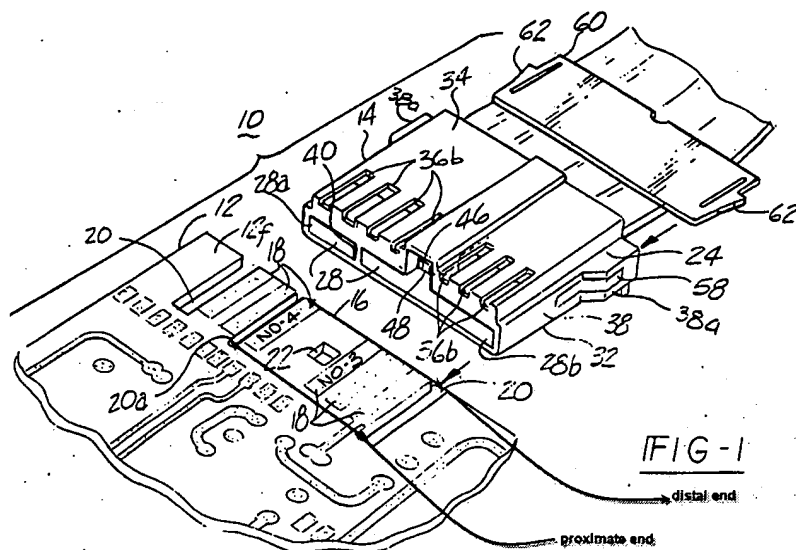 62 60
38a 34
14
10
36b
40
28a
12
20 12f 18 28 46 24 62
16 58
NO.4 48 38 38a
22 36b 32
20a NO.3 28b
18 20
FIG-1
distal end
proximate end